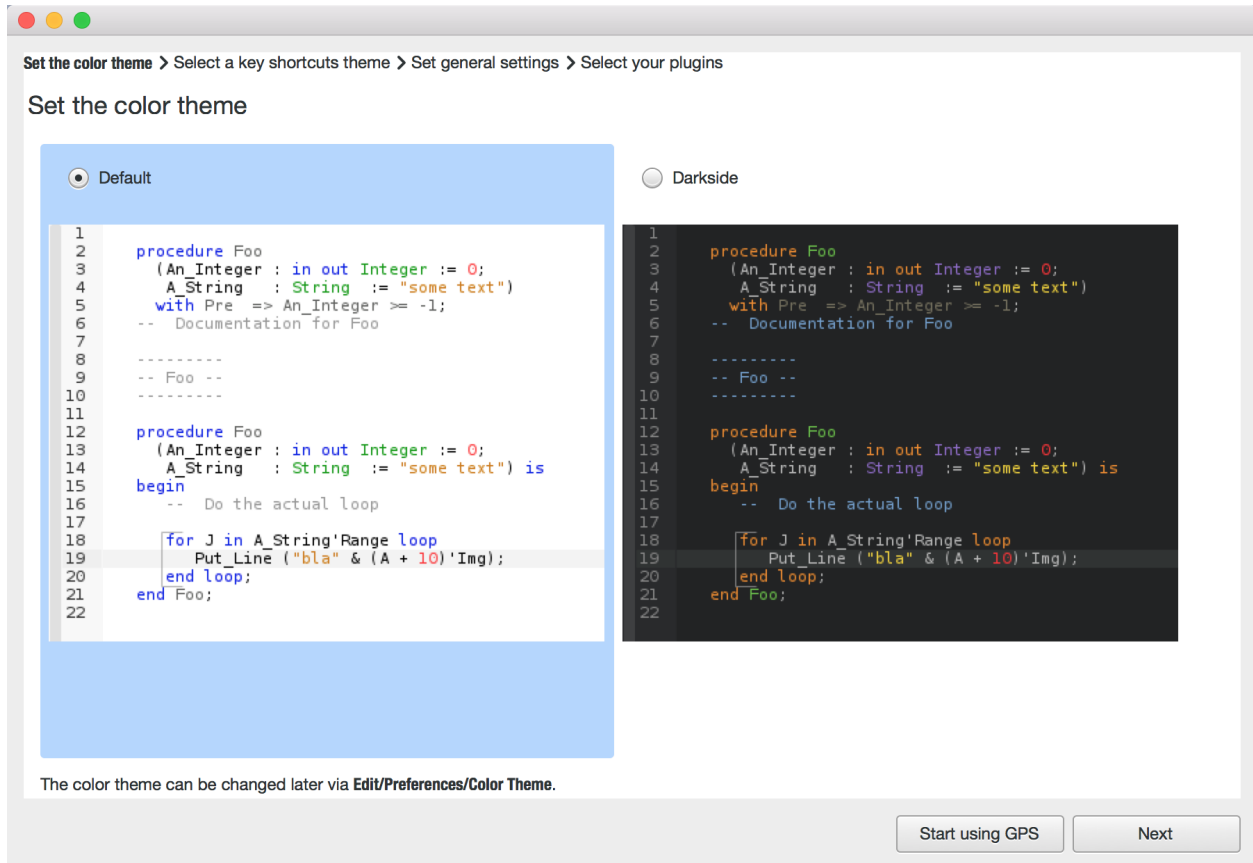 Set the color theme > Select a key shortcuts theme > Set general settings > Select your plugins
Set the color theme
Default
1
2 procedure Foo
3 (An_Integer : in out Integer := 0;
4 A_String : String := "some text")
5 with Pre => An_Integer >= -1;
6 -- Documentation for Foo
7
8 ---------
9 -- Foo --
10 ---------
11
12 procedure Foo
13 (An_Integer : in out Integer := 0;
14 A_String : String := "some text") is
15 begin
16 -- Do the actual loop
17
18 for J in A_String'Range loop
19 Put_Line ("bla" & (A + 10)'Img);
20 end loop;
21 end Foo;
22
Darkside
1
2 procedure Foo
3 (An_Integer : in out Integer := 0;
4 A_String : String := "some text")
5 with Pre => An_Integer >= -1;
6 -- Documentation for Foo
7
8 ---------
9 -- Foo --
10 ---------
11
12 procedure Foo
13 (An_Integer : in out Integer := 0;
14 A_String : String := "some text") is
15 begin
16 -- Do the actual loop
17
18 for J in A_String'Range loop
19 Put_Line ("bla" & (A + 10)'Img);
20 end loop;
21 end Foo;
22
The color theme can be changed later via Edit/Preferences/Color Theme.
Start using GPS
Next